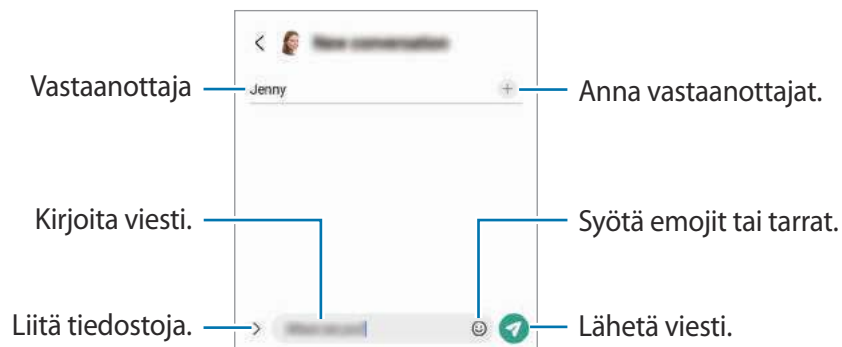 Vastaanottaja
Jenny
Anna vastaanottajat.
Kirjoita viesti.
Syötä emojit tai tarrat.
Liitä tiedostoja.
Lähetä viesti.